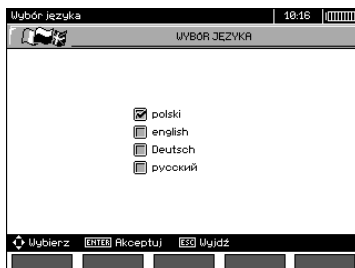 Wybór języka 10:16
WYBÓR JĘZYKA
polski
english
Deutsch
русский
Wybierz ENTER Akceptuj ESC Wyjdź